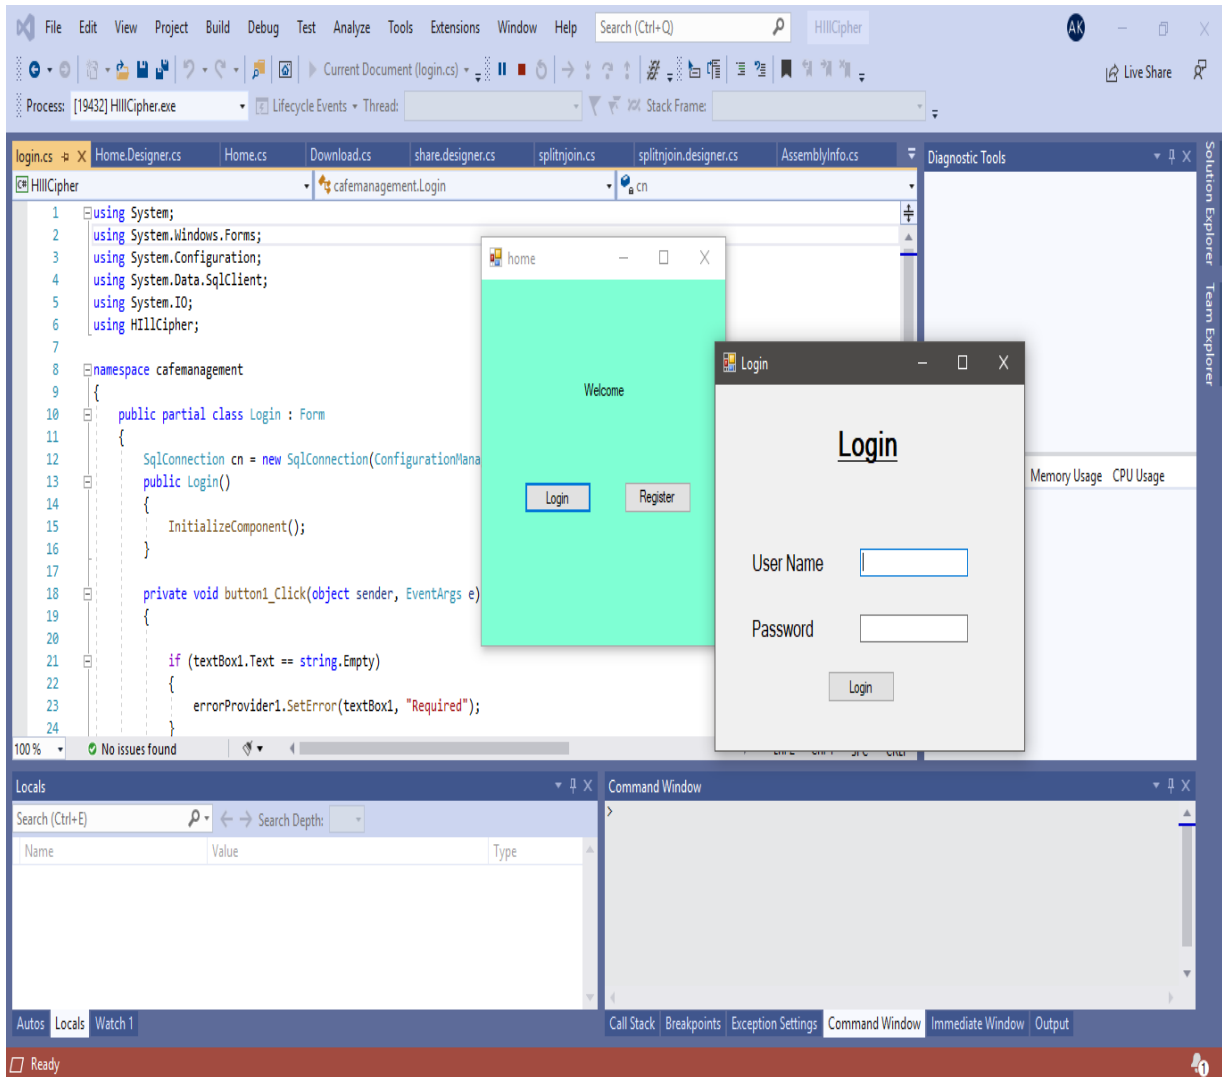 File Edit View Project Build Debug Test Analyze Tools Extensions Window Help Search (Ctrl+Q) HIllCipher AK
Current Document (login.cs) Live Share
Process: [19432] HIllCipher.exe Lifecycle Events Thread: Stack Frame:
login.cs Home.Designer.cs Home.cs Download.cs share.designer.cs splitnjoin.cs splitnjoin.designer.cs AssemblyInfo.cs
C# HIllCipher cafemanagement.Login cn
1 using System;
2 using System.Windows.Forms;
3 using System.Configuration;
4 using System.Data.SqlClient;
5 using System.IO;
6 using HIllCipher;
7
8 namespace cafemanagement
9 {
10 public partial class Login : Form
11 {
12 SqlConnection cn = new SqlConnection(ConfigurationMana
13 public Login()
14 {
15 InitializeComponent();
16 }
17
18 private void button1_Click(object sender, EventArgs e)
19 {
20
21 if (textBox1.Text == string.Empty)
22 {
23 errorProvider1.SetError(textBox1, "Required");
24 }
100 % No issues found
home
Welcome
Login Register
Login
Login
User Name
Password
Login
Diagnostic Tools
Memory Usage CPU Usage
Solution Explorer
Team Explorer
Locals
Search (Ctrl+E) Search Depth:
Name Value Type
Autos Locals Watch 1
Command Window
>
Call Stack Breakpoints Exception Settings Command Window Immediate Window Output
Ready 1